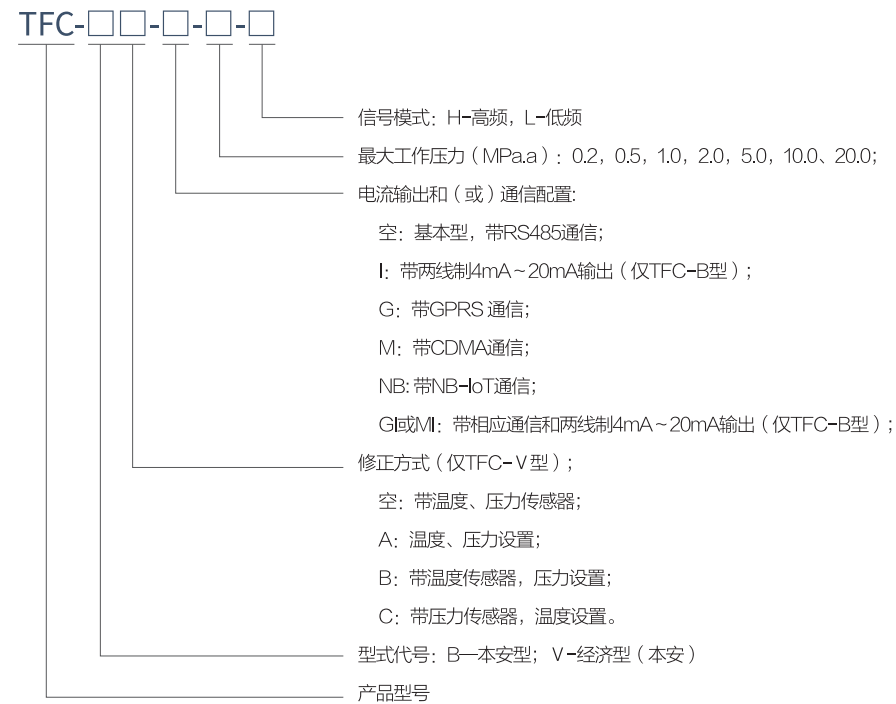 TFC-□□-□-□-□
信号模式：H-高频，L-低频
最大工作压力（MPa.a）：0.2，0.5，1.0，2.0，5.0，10.0、20.0；
电流输出和（或）通信配置:
空：基本型，带RS485通信；
I：带两线制4mA~20mA输出（仅TFC-B型）；
G：带GPRS 通信；
M：带CDMA通信；
NB: 带NB-IoT通信；
GI或MI：带相应通信和两线制4mA~20mA输出（仅TFC-B型）；
修正方式（仅TFC-V型）；
空：带温度、压力传感器；
A：温度、压力设置；
B：带温度传感器，压力设置；
C：带压力传感器，温度设置。
型式代号：B—本安型；V-经济型（本安）
产品型号